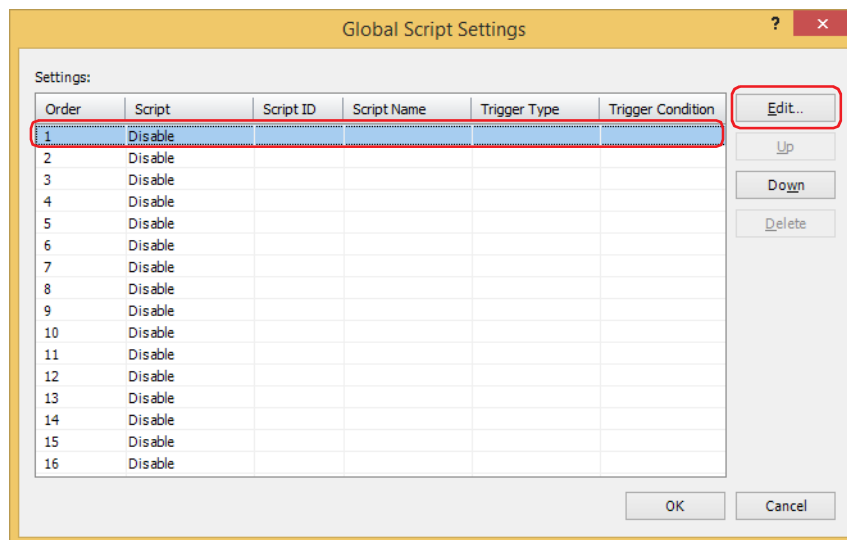 Global Script Settings ? ×
Settings:
Order Script Script ID Script Name Trigger Type Trigger Condition Edit...
1 Disable
Up
2 Disable
3 Disable Down
4 Disable
5 Disable Delete
6 Disable
7 Disable
8 Disable
9 Disable
10 Disable
11 Disable
12 Disable
13 Disable
14 Disable
15 Disable
16 Disable
OK Cancel